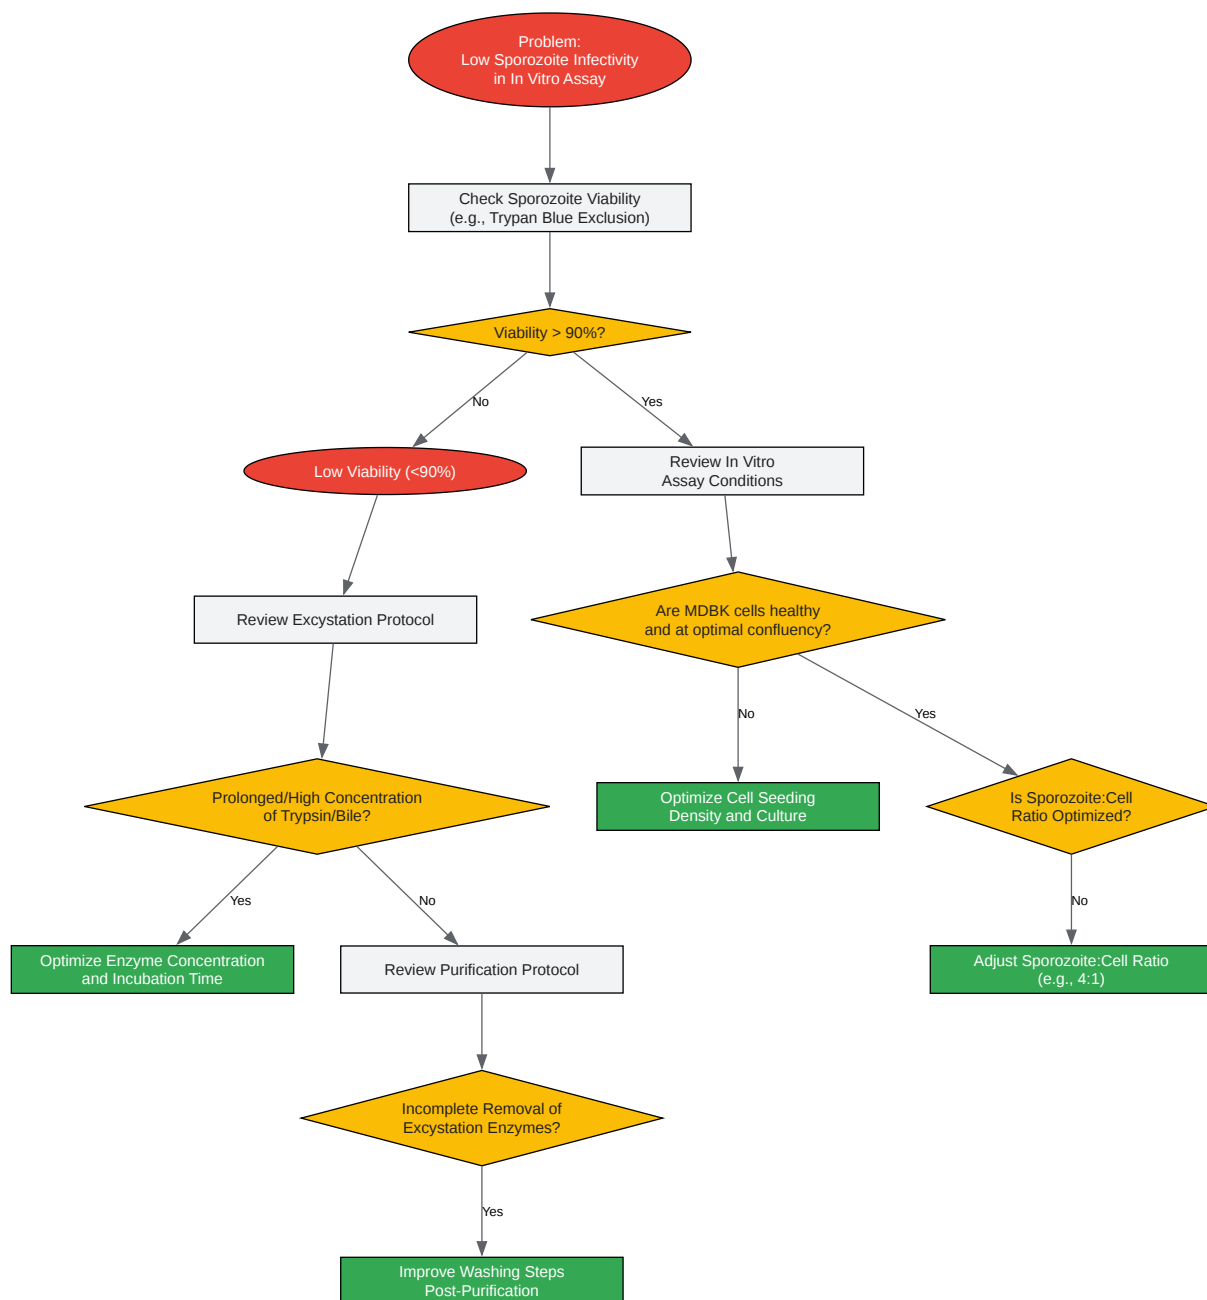 Problem:
Low Sporozoite Infectivity
in In Vitro Assay
Check Sporozoite Viability
(e.g., Trypan Blue Exclusion)
Viability > 90%?
No
Yes
Low Viability (<90%)
Review In Vitro
Assay Conditions
Review Excystation Protocol
Are MDBK cells healthy
and at optimal confluency?
No
Yes
Prolonged/High Concentration
of Trypsin/Bile?
Optimize Cell Seeding
Density and Culture
Is Sporozoite:Cell
Ratio Optimized?
Yes
No
No
Optimize Enzyme Concentration
and Incubation Time
Review Purification Protocol
Adjust Sporozoite:Cell Ratio
(e.g., 4:1)
Incomplete Removal of
Excystation Enzymes?
Yes
Improve Washing Steps
Post-Purification